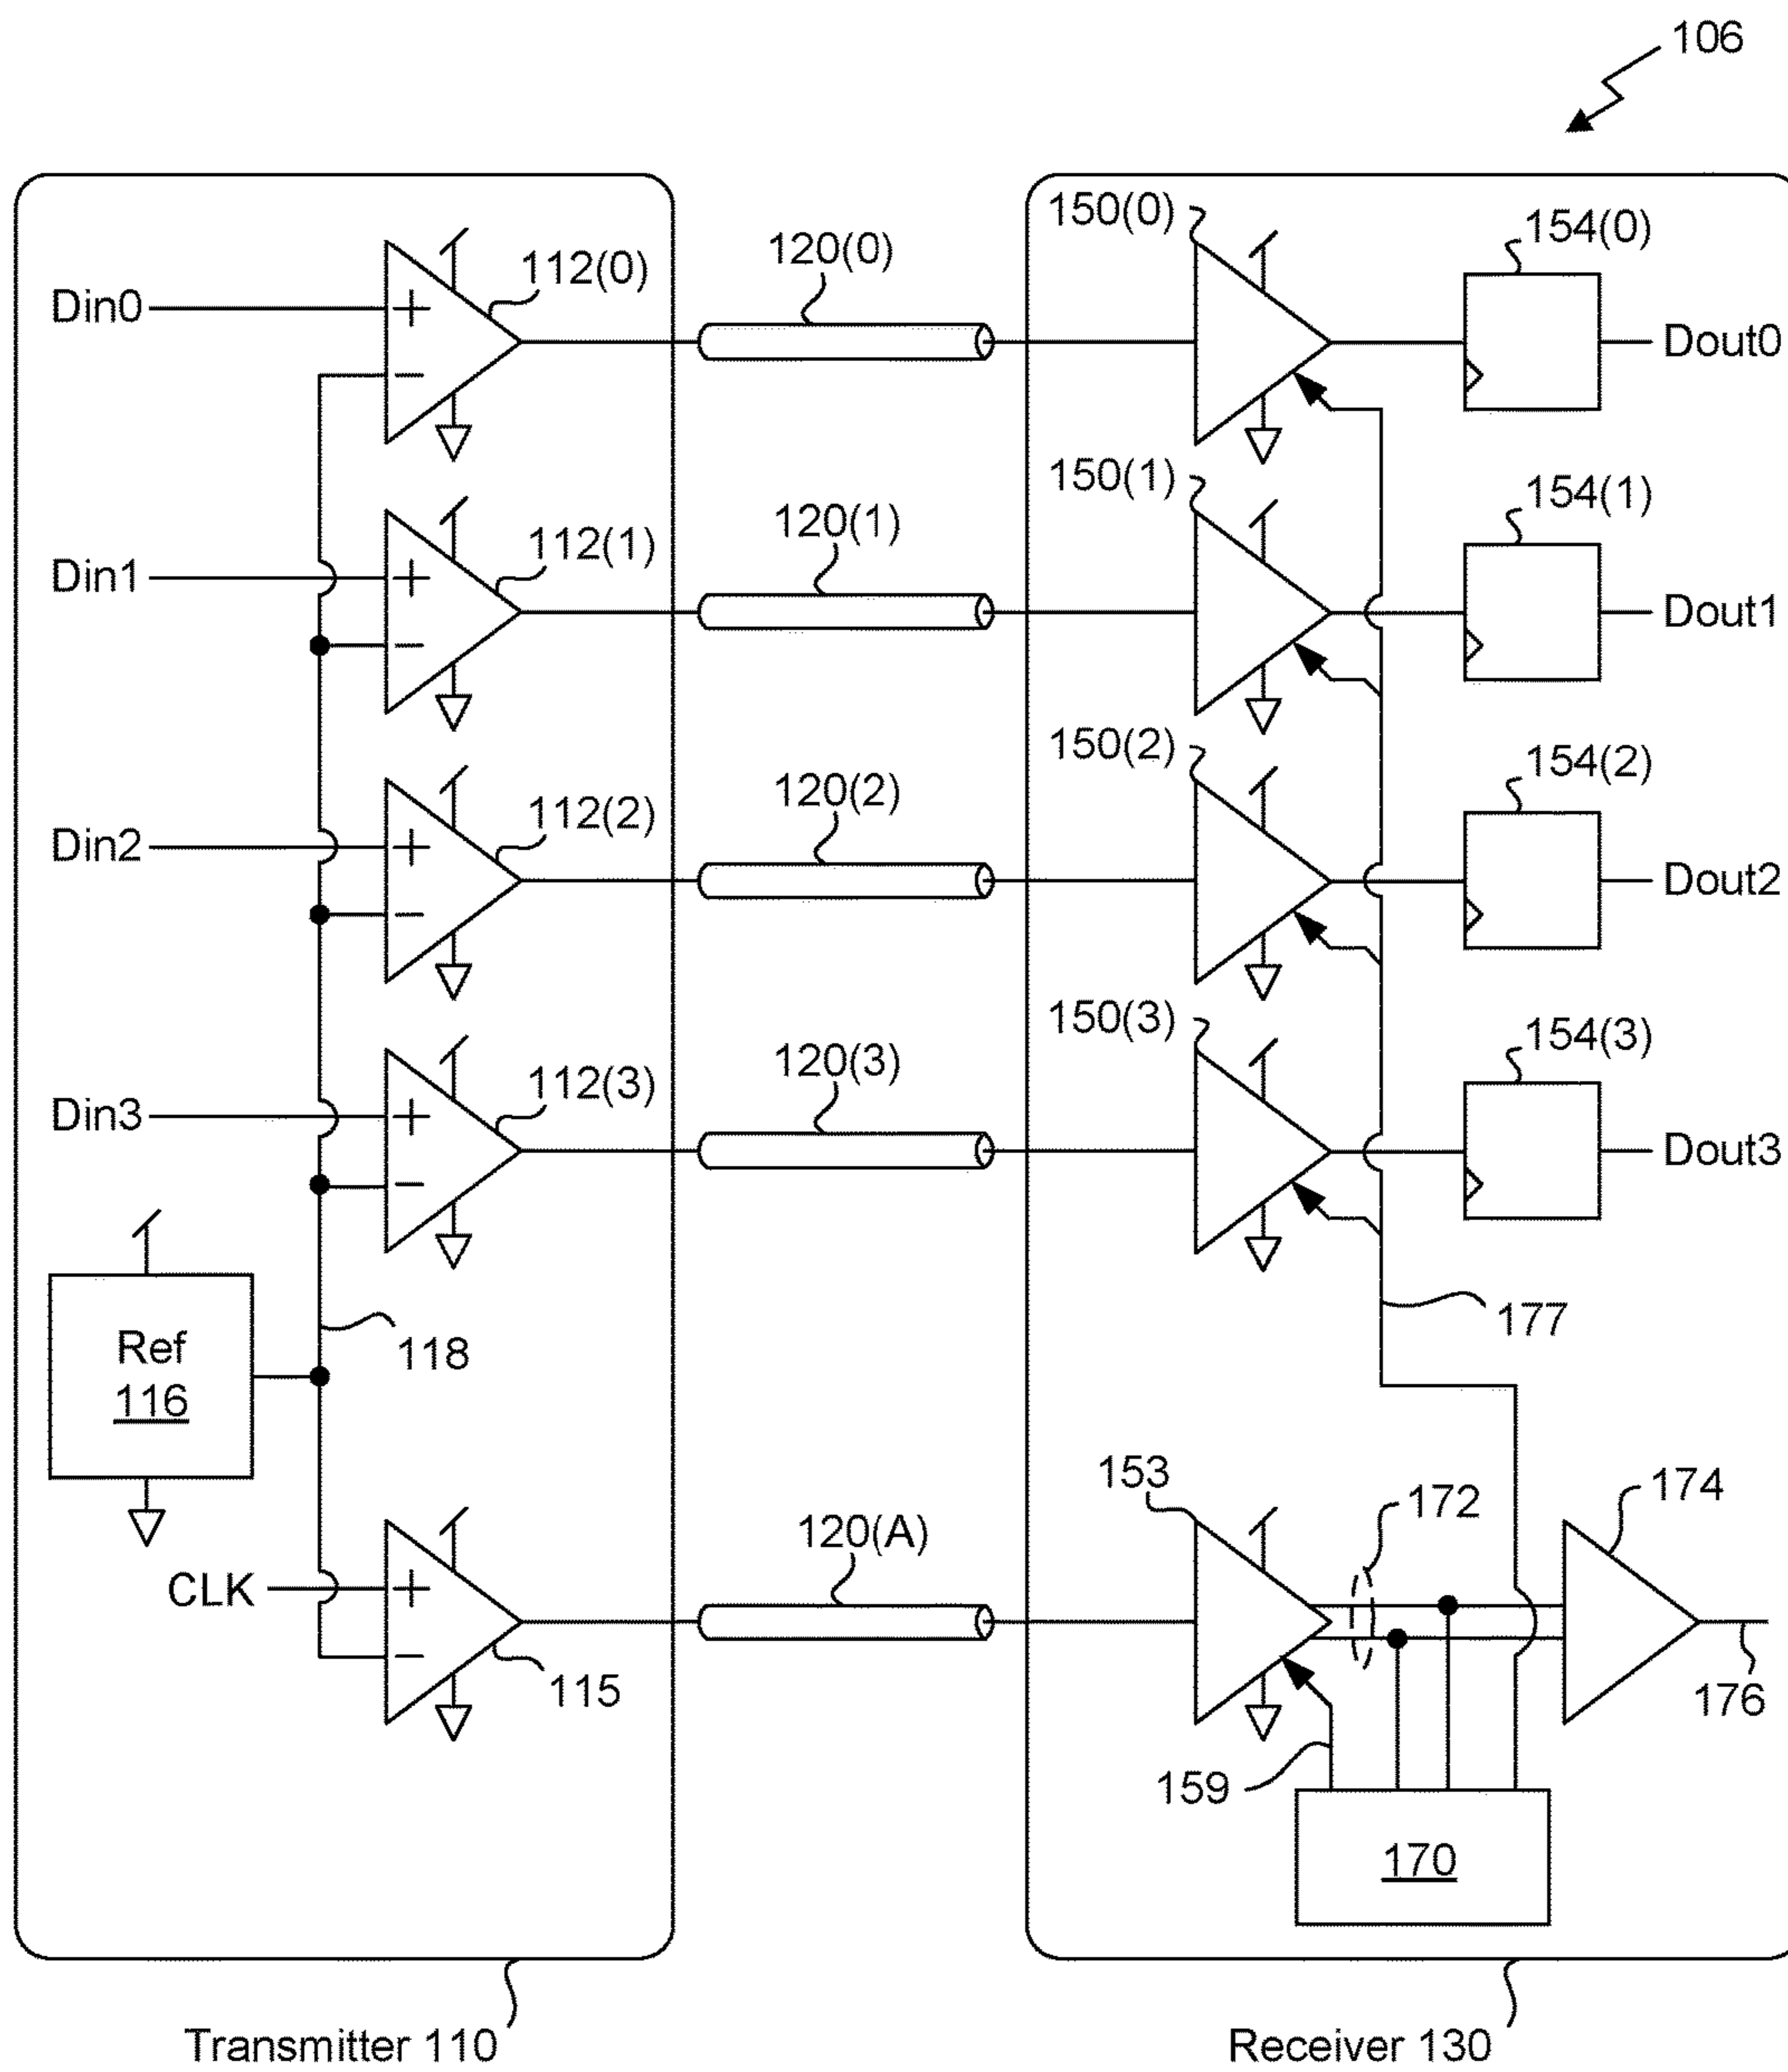 106
150(0)
154(0)
120(0)
112(0)
Din0
+
−
Dout0
150(1)
154(1)
120(1)
112(1)
Din1
+
−
Dout1
150(2)
154(2)
120(2)
112(2)
Din2
+
−
Dout2
150(3)
154(3)
120(3)
112(3)
Din3
+
−
Dout3
177
Ref
116
118
153
172
174
120(A)
CLK
+
−
115
176
159
170
Transmitter 110
Receiver 130